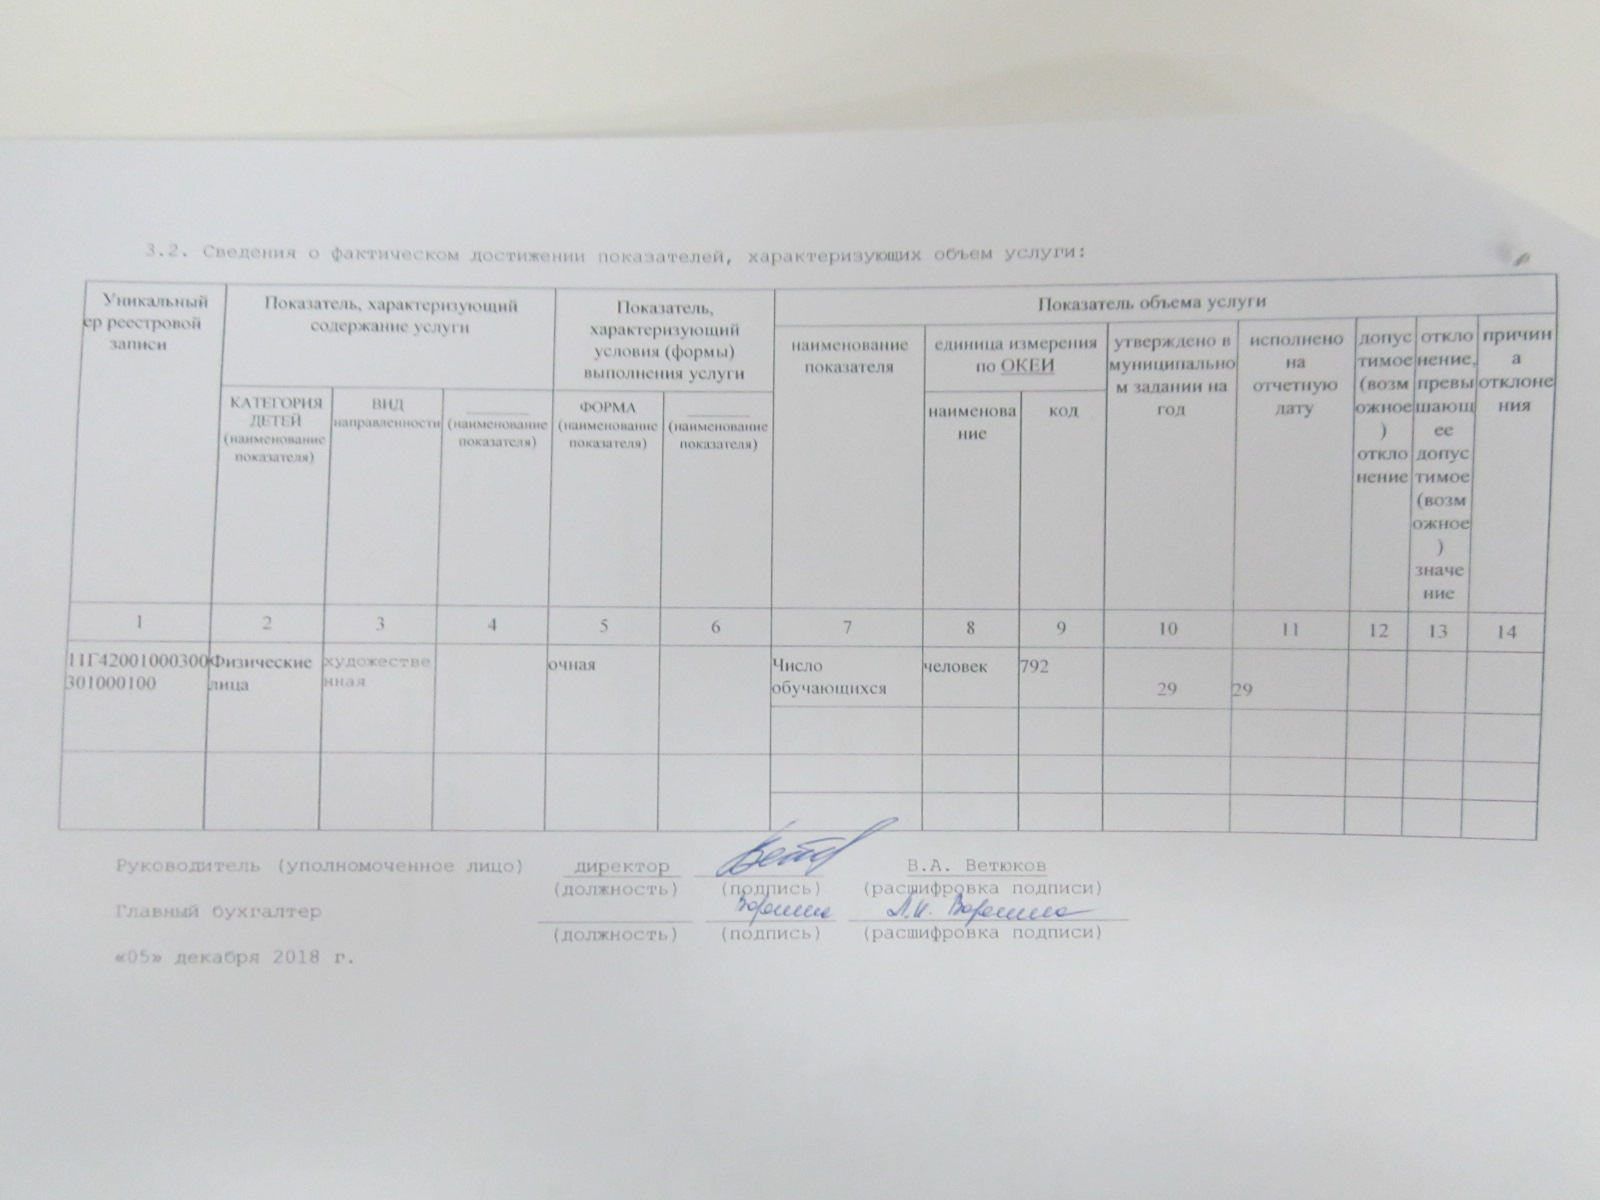 3.2. Сведения о фактическом достижении показателей, характеризующих объем услуги:
Уникальный
ер реестровой
записи
Показатель, характеризующий
содержание услуги
Показатель,
характеризующий
условия (формы)
выполнения услуги
Показатель объема услуги
КАТЕГОРИЯ
ДЕТЕЙ
(наименование
показателя)
ВИД
направленности
(наименование
показателя)
ФОРМА
(наименование
показателя)
(наименование
показателя)
наименование
показателя
единица измерения
по ОКЕИ
наименова
ние
код
утверждено в
муниципально
м задании на
год
исполнено
на
отчетную
дату
допус
тимое
(возм
ожное
)
откло
нение
откло
нение,
превы
шающ
ее
допус
тимое
(возм
ожное
)
значе
ние
причин
а
отклоне
ния
1 2 3 4 5 6 7 8 9 10 11 12 13 14
11Г42001000300
301000100
Физические
лица
художестве
нная
очная
Число
обучающихся
человек
792
29
29
Руководитель (уполномоченное лицо) директор В.А. Ветюков
(должность) (подпись) (расшифровка подписи)
Главный бухгалтер
(должность) (подпись) (расшифровка подписи)
«05» декабря 2018 г.